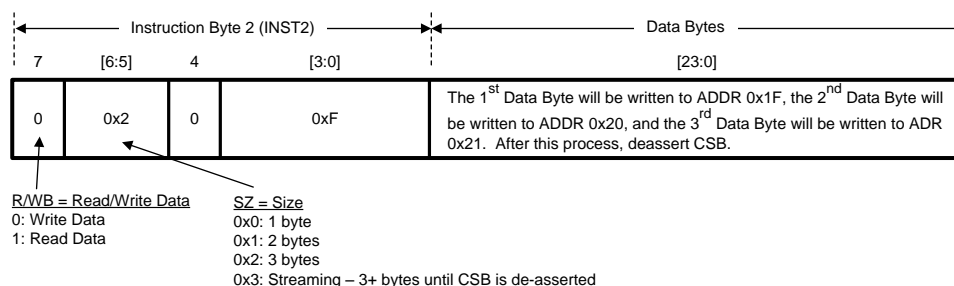 Instruction Byte 2 (INST2) Data Bytes
7 [6:5] 4 [3:0] [23:0]
The 1st Data Byte will be written to ADDR 0x1F, the 2nd Data Byte will
0 0x2 0 0xF be written to ADDR 0x20, and the 3rd Data Byte will be written to ADR
0x21. After this process, deassert CSB.
R/WB = Read/Write Data SZ = Size
0: Write Data 0x0: 1 byte
1: Read Data 0x1: 2 bytes
0x2: 3 bytes
0x3: Streaming – 3+ bytes until CSB is de-asserted